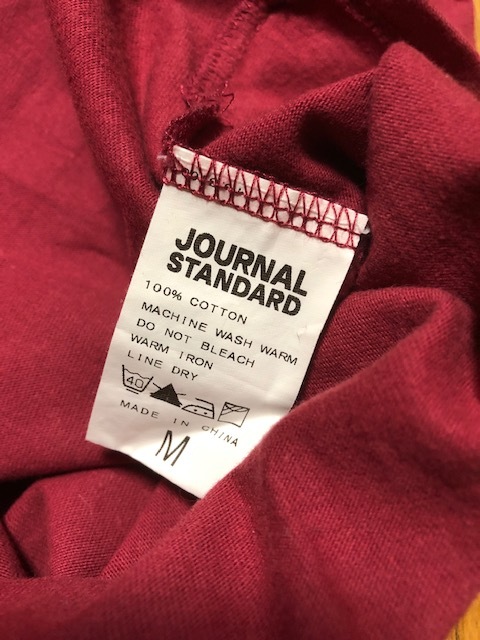 JOURNAL
STANDARD
100% COTTON
MACHINE WASH WARM
DO NOT BLEACH
WARM IRON
LINE DRY
40
MADE IN CHINA
M